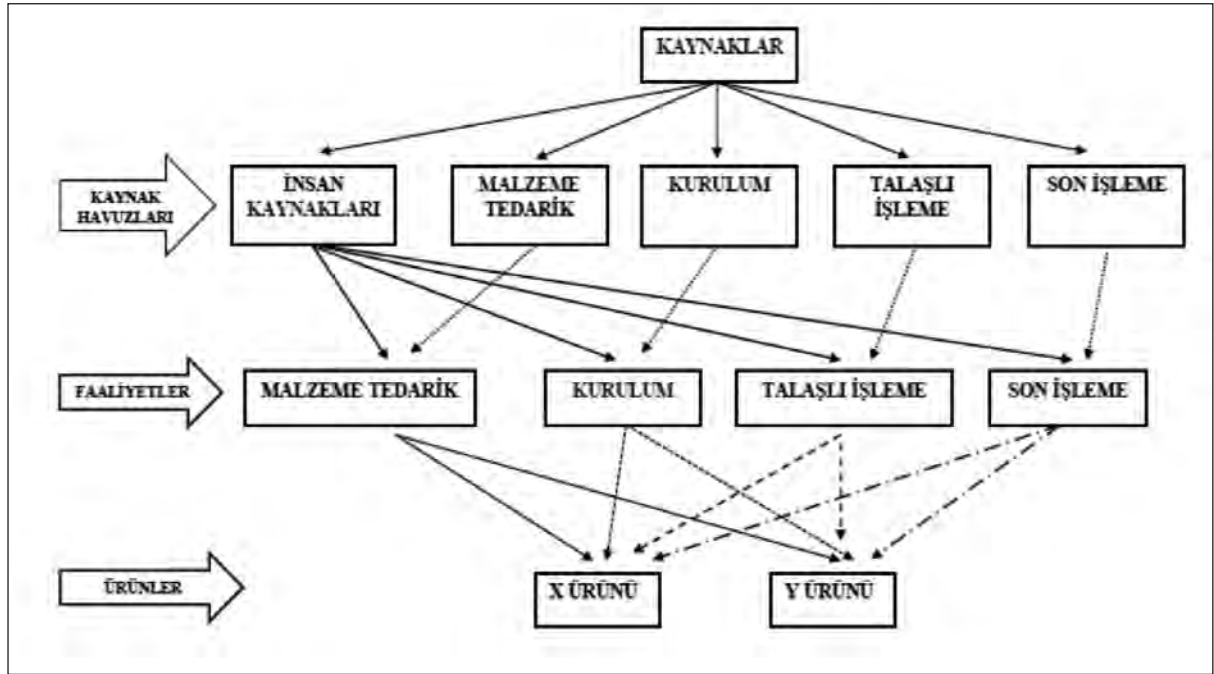 KAYNAKLAR
KAYNAK
HAVUZLARI
İNSAN
KAYNAKLARI
MALZEME
TEDARİK
KURULUM
TALAŞLI
İŞLEME
SON İŞLEME
FAALİYETLER
MALZEME TEDARİK
KURULUM
TALAŞLI İŞLEME
SON İŞLEME
ÜRÜNLER
X ÜRÜNÜ
Y ÜRÜNÜ